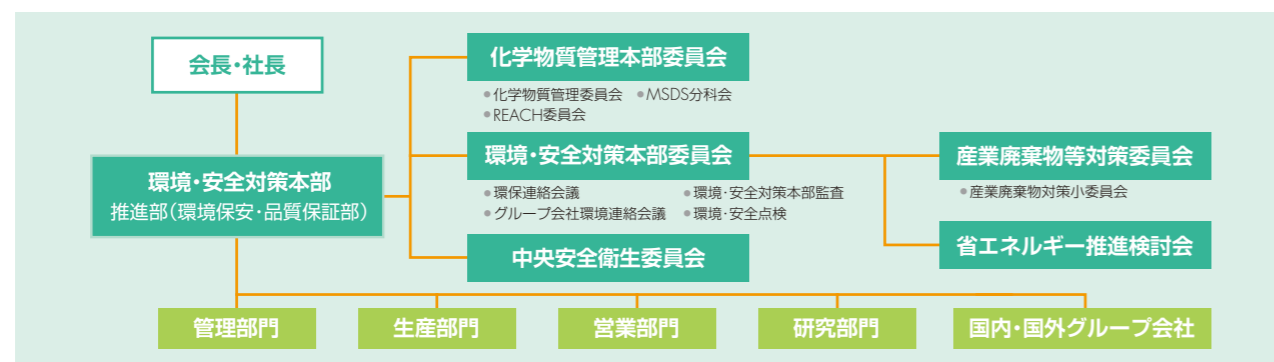 会長・社長
環境・安全対策本部
推進部(環境保安・品質保証部)
化学物質管理本部委員会
●化学物質管理委員会 ●MSDS分科会
●REACH委員会
環境・安全対策本部委員会
●環保連絡会議 ●環境・安全対策本部監査
●グループ会社環境連絡会議 ●環境・安全点検
中央安全衛生委員会
産業廃棄物等対策委員会
●産業廃棄物対策小委員会
省エネルギー推進検討会
管理部門
生産部門
営業部門
研究部門
国内・国外グループ会社